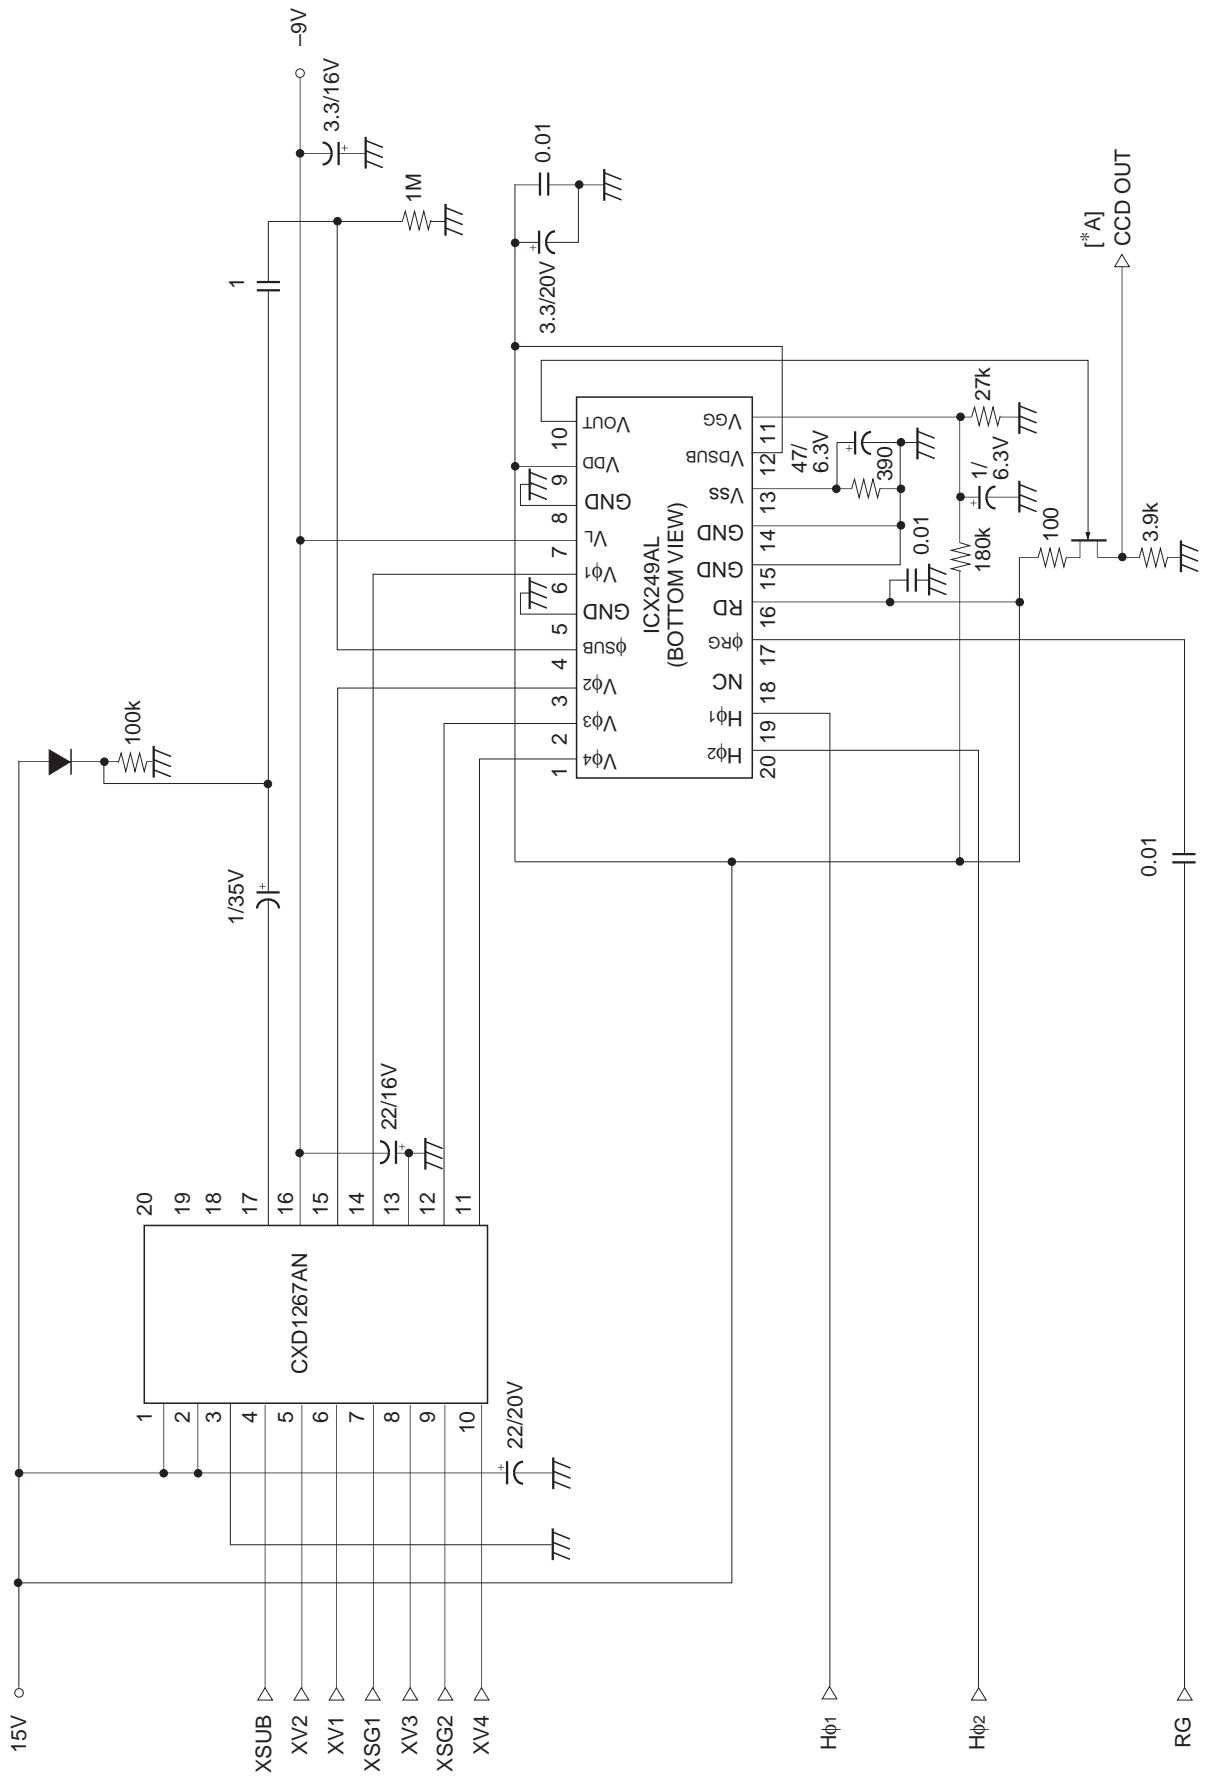 15V
XSUB
XV2
XV1
XSG1
XV3
XSG2
XV4
Hϕ1
Hϕ2
RG
22/20V
1
2
3
4
5
6
7
8
9
10
CXD1267AN
20
19
18
17
16
15
14
13
12
11
22/16V
1/35V
100k
1
1M
–9V
3.3/16V
0.01
3.3/20V
1
2
3
4
5
6
7
8
9
10
Vϕ4
Vϕ3
Vϕ2
ϕSUB
GND
Vϕ1
VL
GND
VDD
VOUT
ICX249AL
(BOTTOM VIEW)
Hϕ2
Hϕ1
NC
ϕRG
RD
GND
GND
VSS
VDSUB
VGG
20
19
18
17
16
15
14
13
12
11
47/
6.3V
390
0.01
180k
1/
6.3V
27k
100
3.9k
[*A]
CCD OUT
0.01